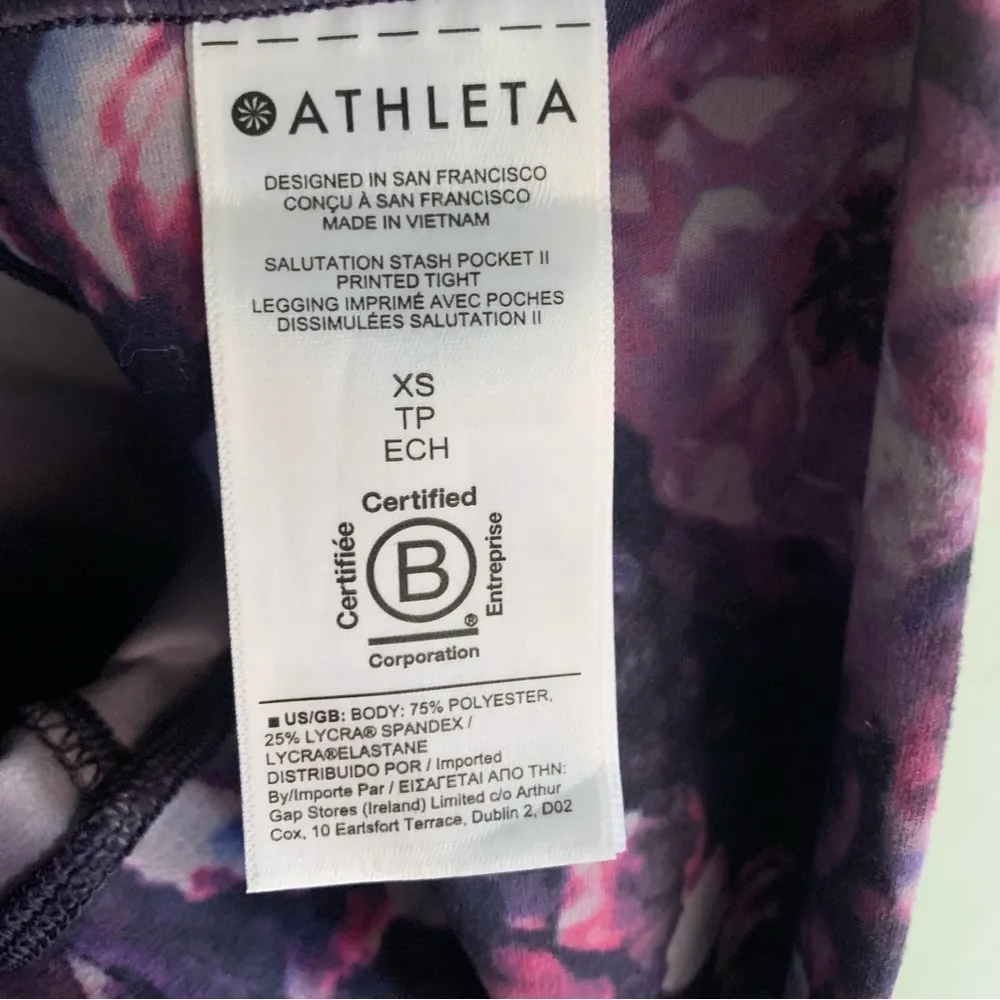 ATHLETA
DESIGNED IN SAN FRANCISCO
CONÇU À SAN FRANCISCO
MADE IN VIETNAM
SALUTATION STASH POCKET II
PRINTED TIGHT
LEGGING IMPRIMÉ AVEC POCHES
DISSIMULÉES SALUTATION II
XS
TP
ECH
Certified
Certifiée
B
Entreprise
®
Corporation
US/GB: BODY: 75% POLYESTER,
25% LYCRA® SPANDEX /
LYCRA®ELASTANE
DISTRIBUIDO POR / Imported
By/Importe Par / ΕΙΣΑΓΕΤΑΙ ΑΠΟ ΤΗΝ:
Gap Stores (Ireland) Limited c/o Arthur
Cox, 10 Earlsfort Terrace, Dublin 2, D02